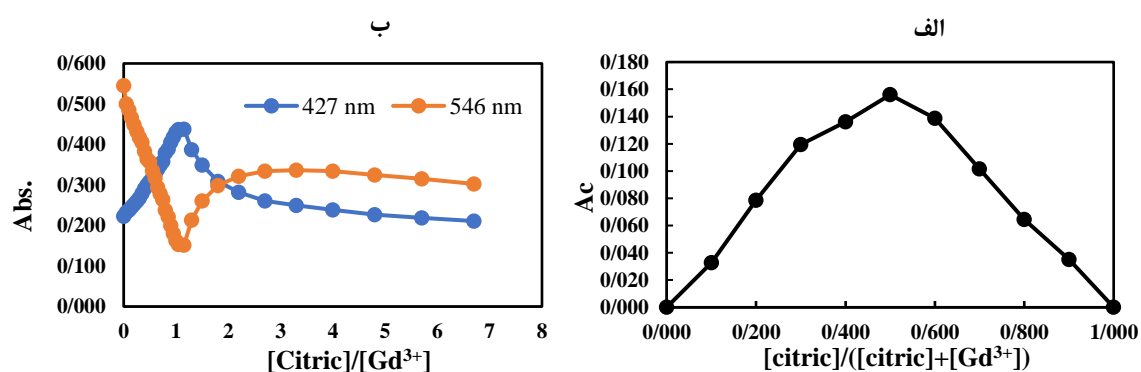 ب
0/600
0/500
0/400
0/300
0/200
0/100
0/000
Abs.
427 nm
546 nm
0 1 2 3 4 5 6 7 8
[Citric]/[Gd³⁺]
الف
0/180
0/160
0/140
0/120
0/100
0/080
0/060
0/040
0/020
0/000
Ac
0/000 0/200 0/400 0/600 0/800 1/000
[citric]/([citric]+[Gd³⁺])